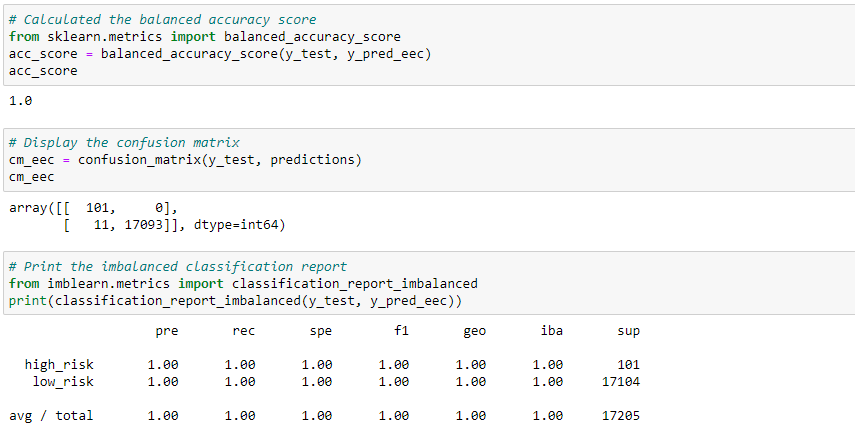 # Calculated the balanced accuracy score
from sklearn.metrics import balanced_accuracy_score
acc_score = balanced_accuracy_score(y_test, y_pred_eec)
acc_score
1.0
# Display the confusion matrix
cm_eec = confusion_matrix(y_test, predictions)
cm_eec
array([[  101,     0],
       [   11, 17093]], dtype=int64)
# Print the imbalanced classification report
from imblearn.metrics import classification_report_imbalanced
print(classification_report_imbalanced(y_test, y_pred_eec))
pre rec spe f1 geo iba sup
high_risk 1.00 1.00 1.00 1.00 1.00 1.00 101
low_risk 1.00 1.00 1.00 1.00 1.00 1.00 17104
avg / total 1.00 1.00 1.00 1.00 1.00 1.00 17205